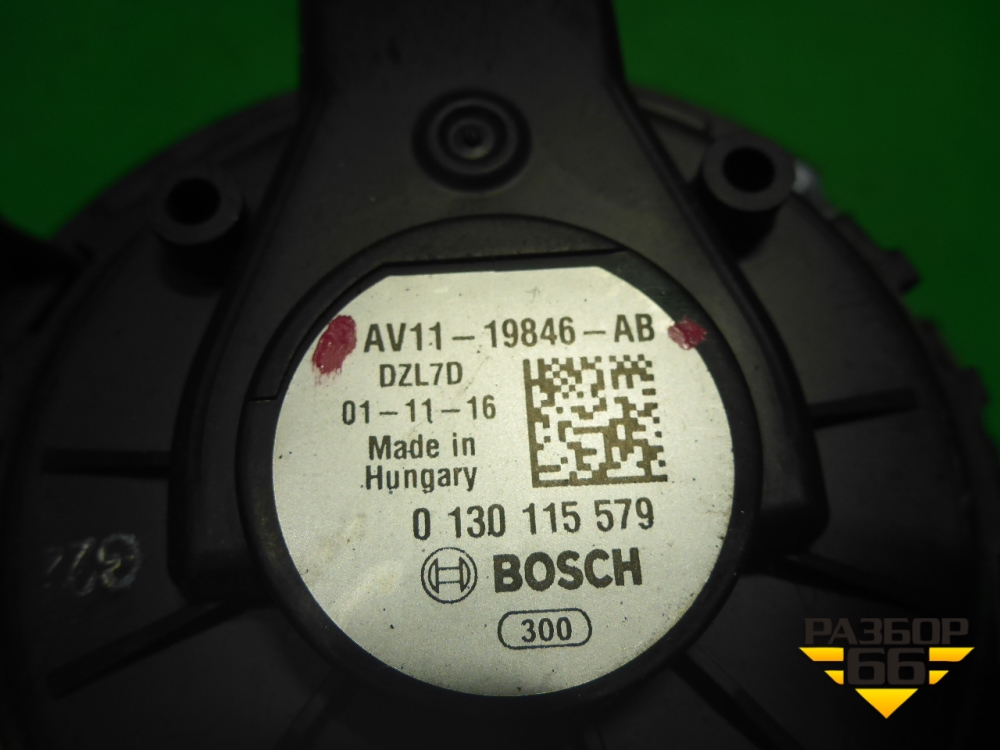 AV11-19846-AB
DZL7D
01-11-16
Made in
Hungary
0 130 115 579
BOSCH
300
РАЗБОР
66